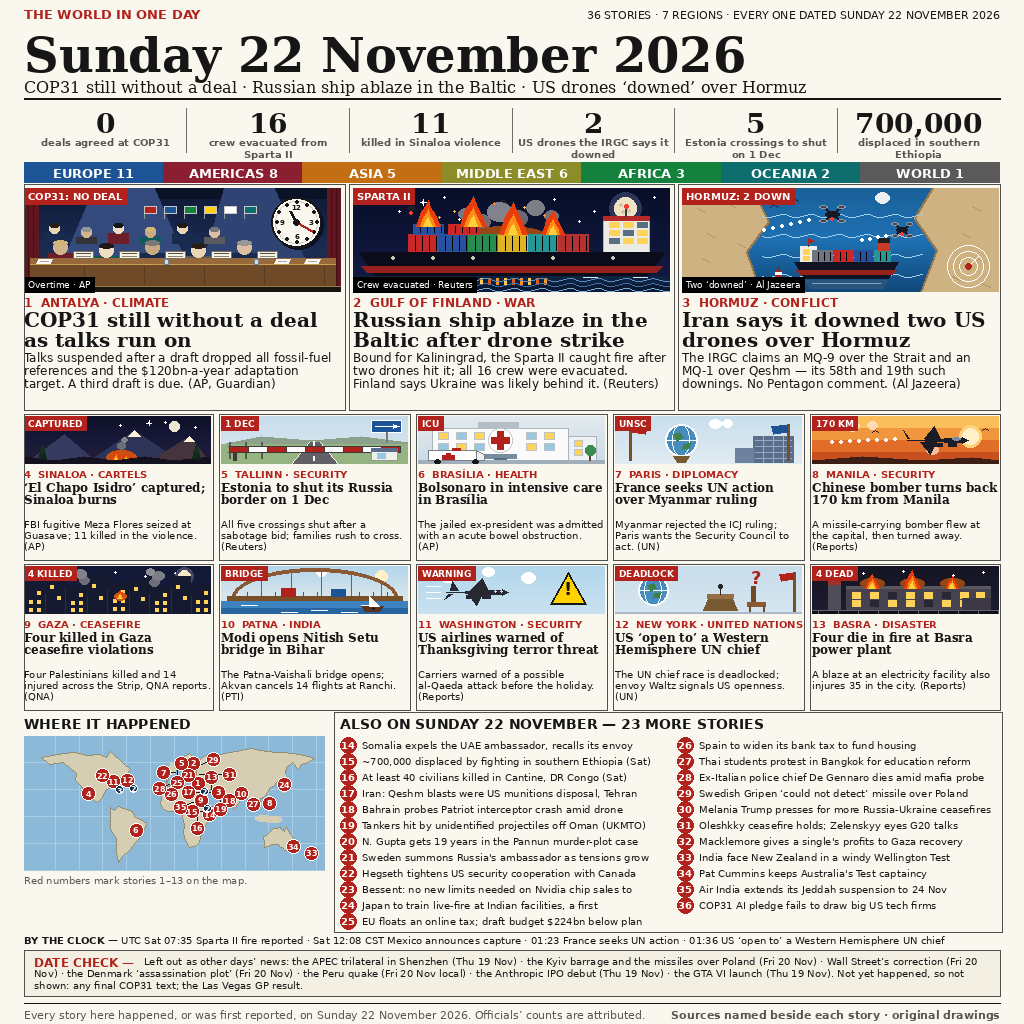 THE WORLD IN ONE DAY
36 STORIES · 7 REGIONS · EVERY ONE DATED SUNDAY 22 NOVEMBER 2026
Sunday 22 November 2026
COP31 still without a deal · Russian ship ablaze in the Baltic · US drones ‘downed’ over Hormuz
0
deals agreed at COP31
16
crew evacuated from
Sparta II
11
killed in Sinaloa violence
2
US drones the IRGC says it
downed
5
Estonia crossings to shut
on 1 Dec
700,000
displaced in southern
Ethiopia
EUROPE 11
AMERICAS 8
ASIA 5
MIDDLE EAST 6
AFRICA 3
OCEANIA 2
WORLD 1
COP31: NO DEAL
12
3
6
9
Overtime · AP
1 ANTALYA · CLIMATE
COP31 still without a deal
as talks run on
Talks suspended after a draft dropped all fossil-fuel
references and the $120bn-a-year adaptation
target. A third draft is due. (AP, Guardian)
SPARTA II
Crew evacuated · Reuters
2 GULF OF FINLAND · WAR
Russian ship ablaze in the
Baltic after drone strike
Bound for Kaliningrad, the Sparta II caught fire after
two drones hit it; all 16 crew were evacuated.
Finland says Ukraine was likely behind it. (Reuters)
HORMUZ: 2 DOWN
Two ‘downed’ · Al Jazeera
3 HORMUZ · CONFLICT
Iran says it downed two US
drones over Hormuz
The IRGC claims an MQ-9 over the Strait and an
MQ-1 over Qeshm — its 58th and 19th such
downings. No Pentagon comment. (Al Jazeera)
CAPTURED
4 SINALOA · CARTELS
‘El Chapo Isidro’ captured;
Sinaloa burns
FBI fugitive Meza Flores seized at
Guasave; 11 killed in the violence.
(AP)
1 DEC
5 TALLINN · SECURITY
Estonia to shut its Russia
border on 1 Dec
All five crossings shut after a
sabotage bid; families rush to cross.
(Reuters)
ICU
6 BRASÍLIA · HEALTH
Bolsonaro in intensive care
in Brasília
The jailed ex-president was admitted
with an acute bowel obstruction.
(AP)
UNSC
7 PARIS · DIPLOMACY
France seeks UN action
over Myanmar ruling
Myanmar rejected the ICJ ruling;
Paris wants the Security Council to
act. (UN)
170 KM
8 MANILA · SECURITY
Chinese bomber turns back
170 km from Manila
A missile-carrying bomber flew at
the capital, then turned away.
(Reports)
4 KILLED
9 GAZA · CEASEFIRE
Four killed in Gaza
ceasefire violations
Four Palestinians killed and 14
injured across the Strip, QNA reports.
(QNA)
BRIDGE
10 PATNA · INDIA
Modi opens Nitish Setu
bridge in Bihar
The Patna-Vaishali bridge opens;
Akvan cancels 14 flights at Ranchi.
(PTI)
WARNING
!
11 WASHINGTON · SECURITY
US airlines warned of
Thanksgiving terror threat
Carriers warned of a possible
al-Qaeda attack before the holiday.
(Reports)
DEADLOCK
?
12 NEW YORK · UNITED NATIONS
US ‘open to’ a Western
Hemisphere UN chief
The UN chief race is deadlocked;
envoy Waltz signals US openness.
(UN)
4 DEAD
13 BASRA · DISASTER
Four die in fire at Basra
power plant
A blaze at an electricity facility also
injures 35 in the city. (Reports)
WHERE IT HAPPENED
Red numbers mark stories 1–13 on the map.
ALSO ON SUNDAY 22 NOVEMBER — 23 MORE STORIES
14 Somalia expels the UAE ambassador, recalls its envoy
15 ~700,000 displaced by fighting in southern Ethiopia (Sat)
16 At least 40 civilians killed in Cantine, DR Congo (Sat)
17 Iran: Qeshm blasts were US munitions disposal, Tehran
18 Bahrain probes Patriot interceptor crash amid drone
19 Tankers hit by unidentified projectiles off Oman (UKMTO)
20 N. Gupta gets 19 years in the Pannun murder-plot case
21 Sweden summons Russia's ambassador as tensions grow
22 Hegseth tightens US security cooperation with Canada
23 Bessent: no new limits needed on Nvidia chip sales to
24 Japan to train live-fire at Indian facilities, a first
25 EU floats an online tax; draft budget $224bn below plan
26 Spain to widen its bank tax to fund housing
27 Thai students protest in Bangkok for education reform
28 Ex-Italian police chief De Gennaro dies amid mafia probe
29 Swedish Gripen ‘could not detect’ missile over Poland
30 Melania Trump presses for more Russia-Ukraine ceasefires
31 Oleshkky ceasefire holds; Zelenskyy eyes G20 talks
32 Macklemore gives a single's profits to Gaza recovery
33 India face New Zealand in a windy Wellington Test
34 Pat Cummins keeps Australia's Test captaincy
35 Air India extends its Jeddah suspension to 24 Nov
36 COP31 AI pledge fails to draw big US tech firms
BY THE CLOCK — UTC Sat 07:35 Sparta II fire reported · Sat 12:08 CST Mexico announces capture · 01:23 France seeks UN action · 01:36 US ‘open to’ a Western Hemisphere UN chief
DATE CHECK — Left out as other days’ news: the APEC trilateral in Shenzhen (Thu 19 Nov) · the Kyiv barrage and the missiles over Poland (Fri 20 Nov) · Wall Street’s correction (Fri 20
Nov) · the Denmark ‘assassination plot’ (Fri 20 Nov) · the Peru quake (Fri 20 Nov local) · the Anthropic IPO debut (Thu 19 Nov) · the GTA VI launch (Thu 19 Nov). Not yet happened, so not
shown: any final COP31 text; the Las Vegas GP result.
Every story here happened, or was first reported, on Sunday 22 November 2026. Officials’ counts are attributed.
Sources named beside each story · original drawings